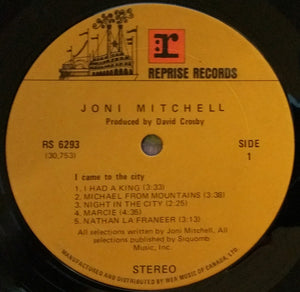 r
REPRISE RECORDS
JONI MITCHELL
Produced by David Crosby
RS 6293
(30,753)
SIDE
1
I came to the city
1. I HAD A KING (3:33)
2. MICHAEL FROM MOUNTAINS (3:38)
3. NIGHT IN THE CITY (2:25)
4. MARCIE (4:35)
5. NATHAN LA FRANEER (3:13)
All selections written by Joni Mitchell. All
selections published by Siquomb
Music, Inc.
STEREO
MANUFACTURED AND DISTRIBUTED BY WEA MUSIC OF CANADA, LTD.